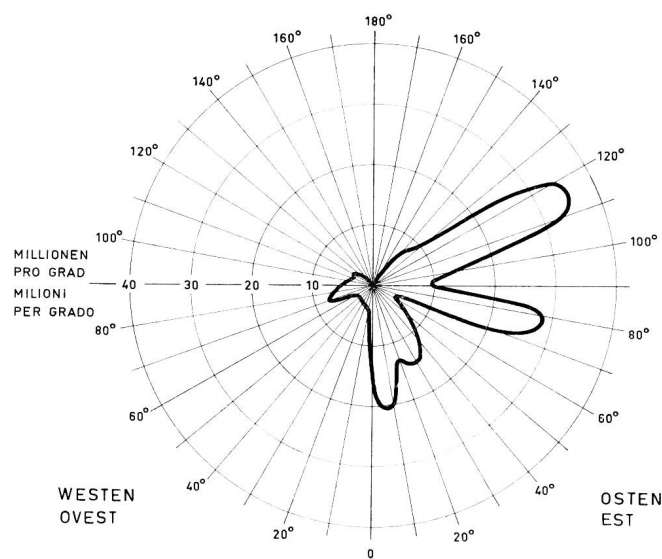 180°
160° 160°
140° 140°
120° 120°
100° 100°
MILLIONEN
PRO GRAD
40 30 20 10
MILIONI
PER GRADO
80° 80°
60° 60°
40° 40°
WESTEN OSTEN
OVEST EST
20° 20°
0